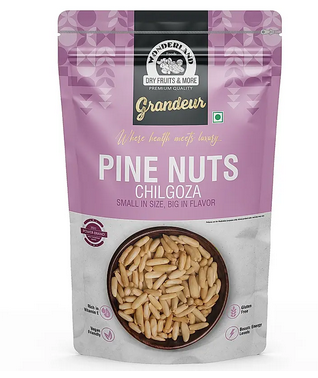 WONDERLAND
DRY FRUITS & MORE
PREMIUM QUALITY
Grandeur
Where health meets luxury.
PINE NUTS
CHILGOZA
SMALL IN SIZE, BIG IN FLAVOR
Rich in
Vitamin E
Gluten
Free
Vegan
Friendly
Boosts Energy
Levels